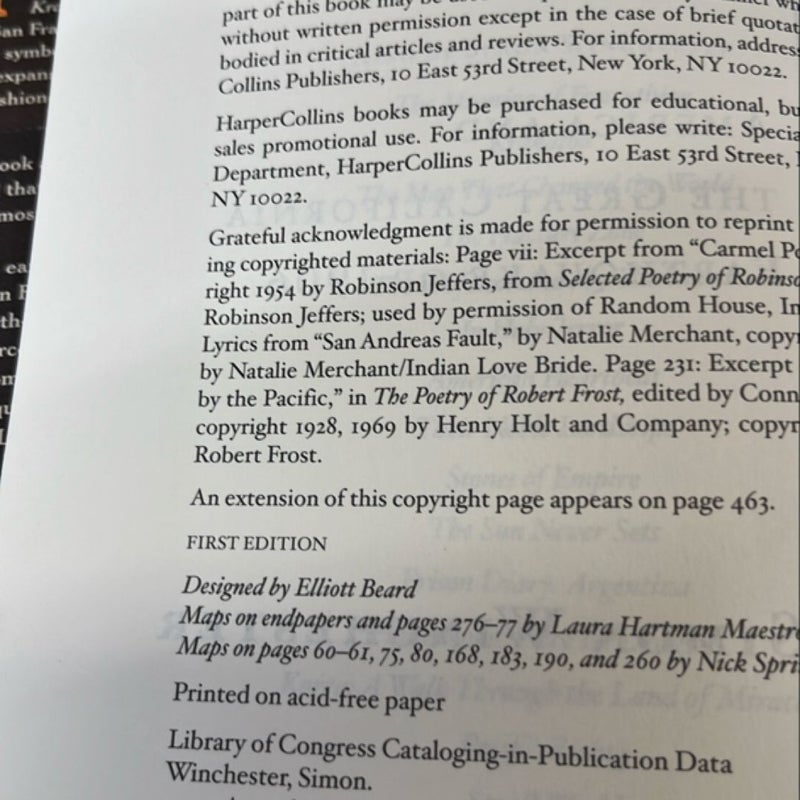 part of this book may be
without written permission except in the case of brief quotat
bodied in critical articles and reviews. For information, address
Collins Publishers, 10 East 53rd Street, New York, NY 10022.
HarperCollins books may be purchased for educational, bu
sales promotional use. For information, please write: Specia
Department, HarperCollins Publishers, 10 East 53rd Street,
NY 10022.
Grateful acknowledgment is made for permission to reprint
ing copyrighted materials: Page vii: Excerpt from “Carmel Po
right 1954 by Robinson Jeffers, from Selected Poetry of Robinso
Robinson Jeffers; used by permission of Random House, In
Lyrics from “San Andreas Fault,” by Natalie Merchant, copyr
by Natalie Merchant/Indian Love Bride. Page 231: Excerpt
by the Pacific,” in The Poetry of Robert Frost, edited by Conn
copyright 1928, 1969 by Henry Holt and Company; copyr
Robert Frost.
An extension of this copyright page appears on page 463.
FIRST EDITION
Designed by Elliott Beard
Maps on endpapers and pages 276–77 by Laura Hartman Maestro
Maps on pages 60–61, 75, 80, 168, 183, 190, and 260 by Nick Spri
Printed on acid-free paper
Library of Congress Cataloging-in-Publication Data
Winchester, Simon.